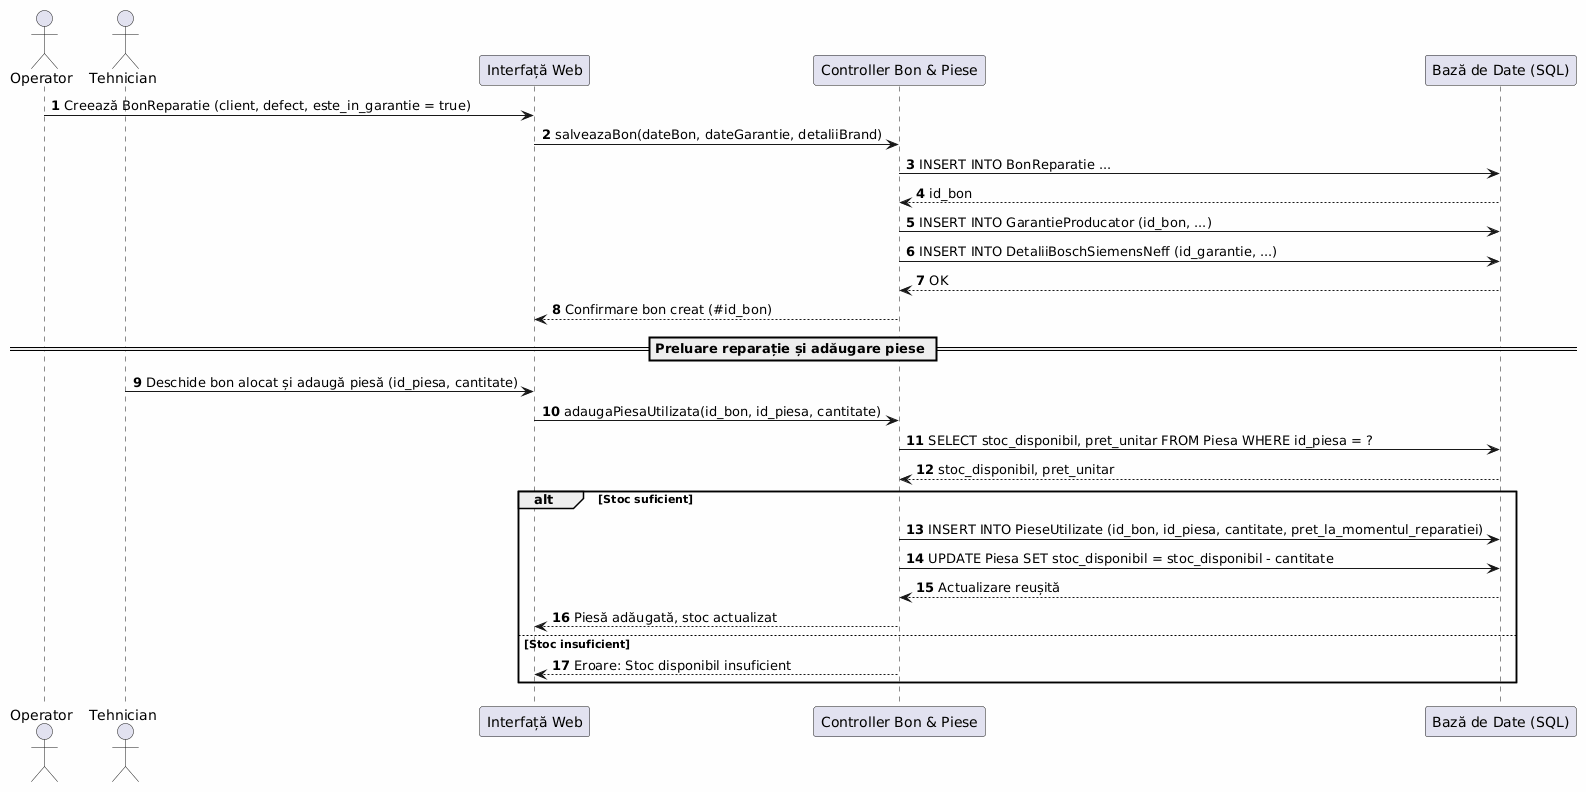 Operator
Tehnician
Interfață Web
Controller Bon & Piese
Bază de Date (SQL)
1 Creează BonReparatie (client, defect, este_in_garantie = true)
2 salveazaBon(dateBon, dateGarantie, detaliiBrand)
3 INSERT INTO BonReparatie ...
4 id_bon
5 INSERT INTO GarantieProducator (id_bon, ...)
6 INSERT INTO DetaliiBoschSiemensNeff (id_garantie, ...)
7 OK
8 Confirmare bon creat (#id_bon)
Preluare reparație și adăugare piese
9 Deschide bon alocat și adaugă piesă (id_piesa, cantitate)
10 adaugaPiesaUtilizata(id_bon, id_piesa, cantitate)
11 SELECT stoc_disponibil, pret_unitar FROM Piesa WHERE id_piesa = ?
12 stoc_disponibil, pret_unitar
alt [Stoc suficient]
13 INSERT INTO PieseUtilizate (id_bon, id_piesa, cantitate, pret_la_momentul_reparatiei)
14 UPDATE Piesa SET stoc_disponibil = stoc_disponibil - cantitate
15 Actualizare reușită
16 Piesă adăugată, stoc actualizat
[Stoc insuficient]
17 Eroare: Stoc disponibil insuficient
Operator
Tehnician
Interfață Web
Controller Bon & Piese
Bază de Date (SQL)